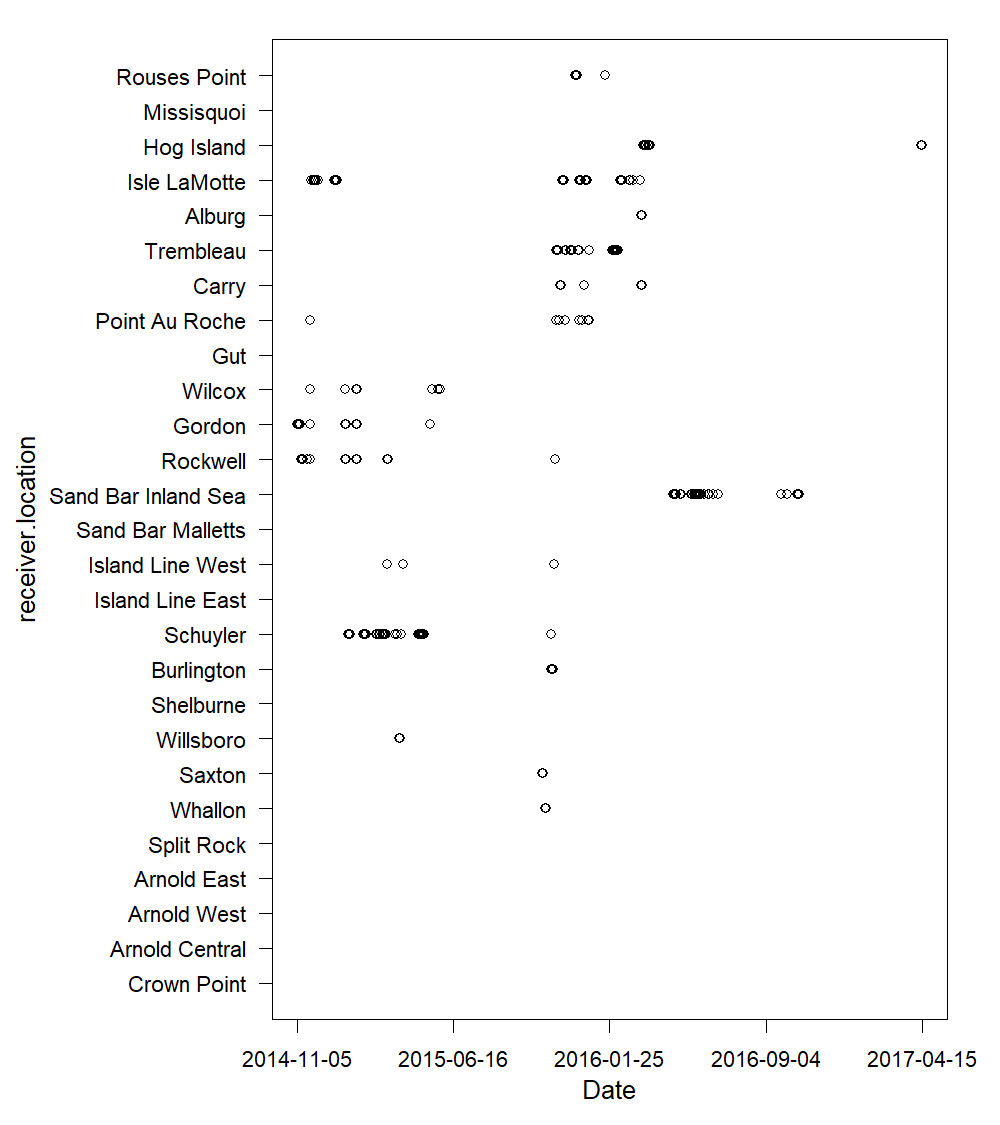 Rouses Point
Missisquoi
Hog Island
Isle LaMotte
Alburg
Trembleau
Carry
Point Au Roche
Gut
Wilcox
Gordon
Rockwell
Sand Bar Inland Sea
Sand Bar Malletts
Island Line West
Island Line East
Schuyler
Burlington
Shelburne
Willsboro
Saxton
Whallon
Split Rock
Arnold East
Arnold West
Arnold Central
Crown Point
receiver.location
2014-11-05 2015-06-16 2016-01-25 2016-09-04 2017-04-15
Date